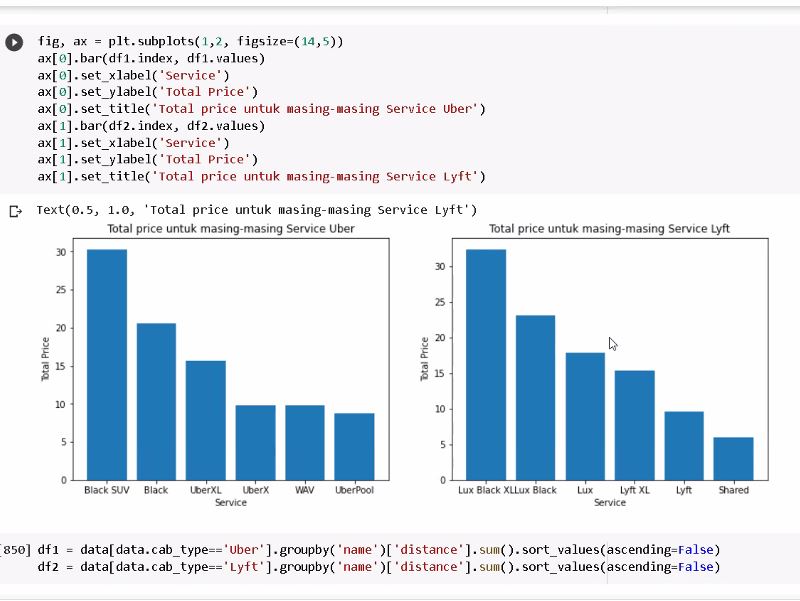 fig, ax = plt.subplots(1,2, figsize=(14,5))
ax[0].bar(df1.index, df1.values)
ax[0].set_xlabel('Service')
ax[0].set_ylabel('Total Price')
ax[0].set_title('Total price untuk masing-masing Service Uber')
ax[1].bar(df2.index, df2.values)
ax[1].set_xlabel('Service')
ax[1].set_ylabel('Total Price')
ax[1].set_title('Total price untuk masing-masing Service Lyft')
Text(0.5, 1.0, 'Total price untuk masing-masing Service Lyft')
Total price untuk masing-masing Service Uber
30
25
20
15
10
5
0
Total Price
Black SUV Black UberXL UberX WAV UberPool
Service
Total price untuk masing-masing Service Lyft
30
25
20
15
10
5
0
Total Price
Lux Black XL Lux Black Lux Lyft XL Lyft Shared
Service
[850] df1 = data[data.cab_type=='Uber'].groupby('name')['distance'].sum().sort_values(ascending=False)
df2 = data[data.cab_type=='Lyft'].groupby('name')['distance'].sum().sort_values(ascending=False)